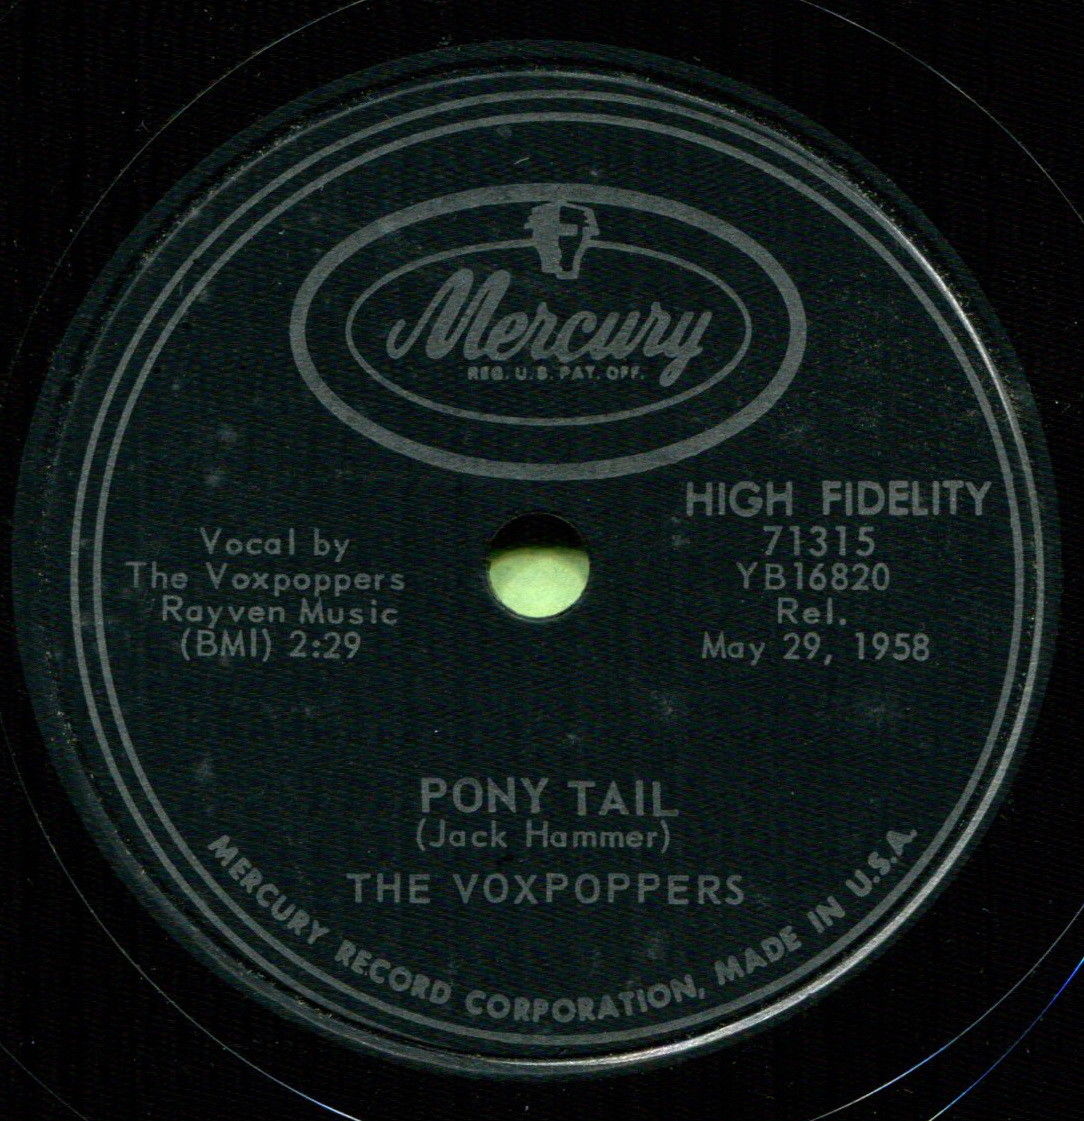 Mercury
REG. U.S. PAT. OFF.
HIGH FIDELITY
71315
YB16820
Rel.
May 29, 1958
Vocal by
The Voxpoppers
Rayven Music
(BMI) 2:29
PONY TAIL
(Jack Hammer)
THE VOXPOPPERS
MERCURY RECORD CORPORATION, MADE IN U.S.A.